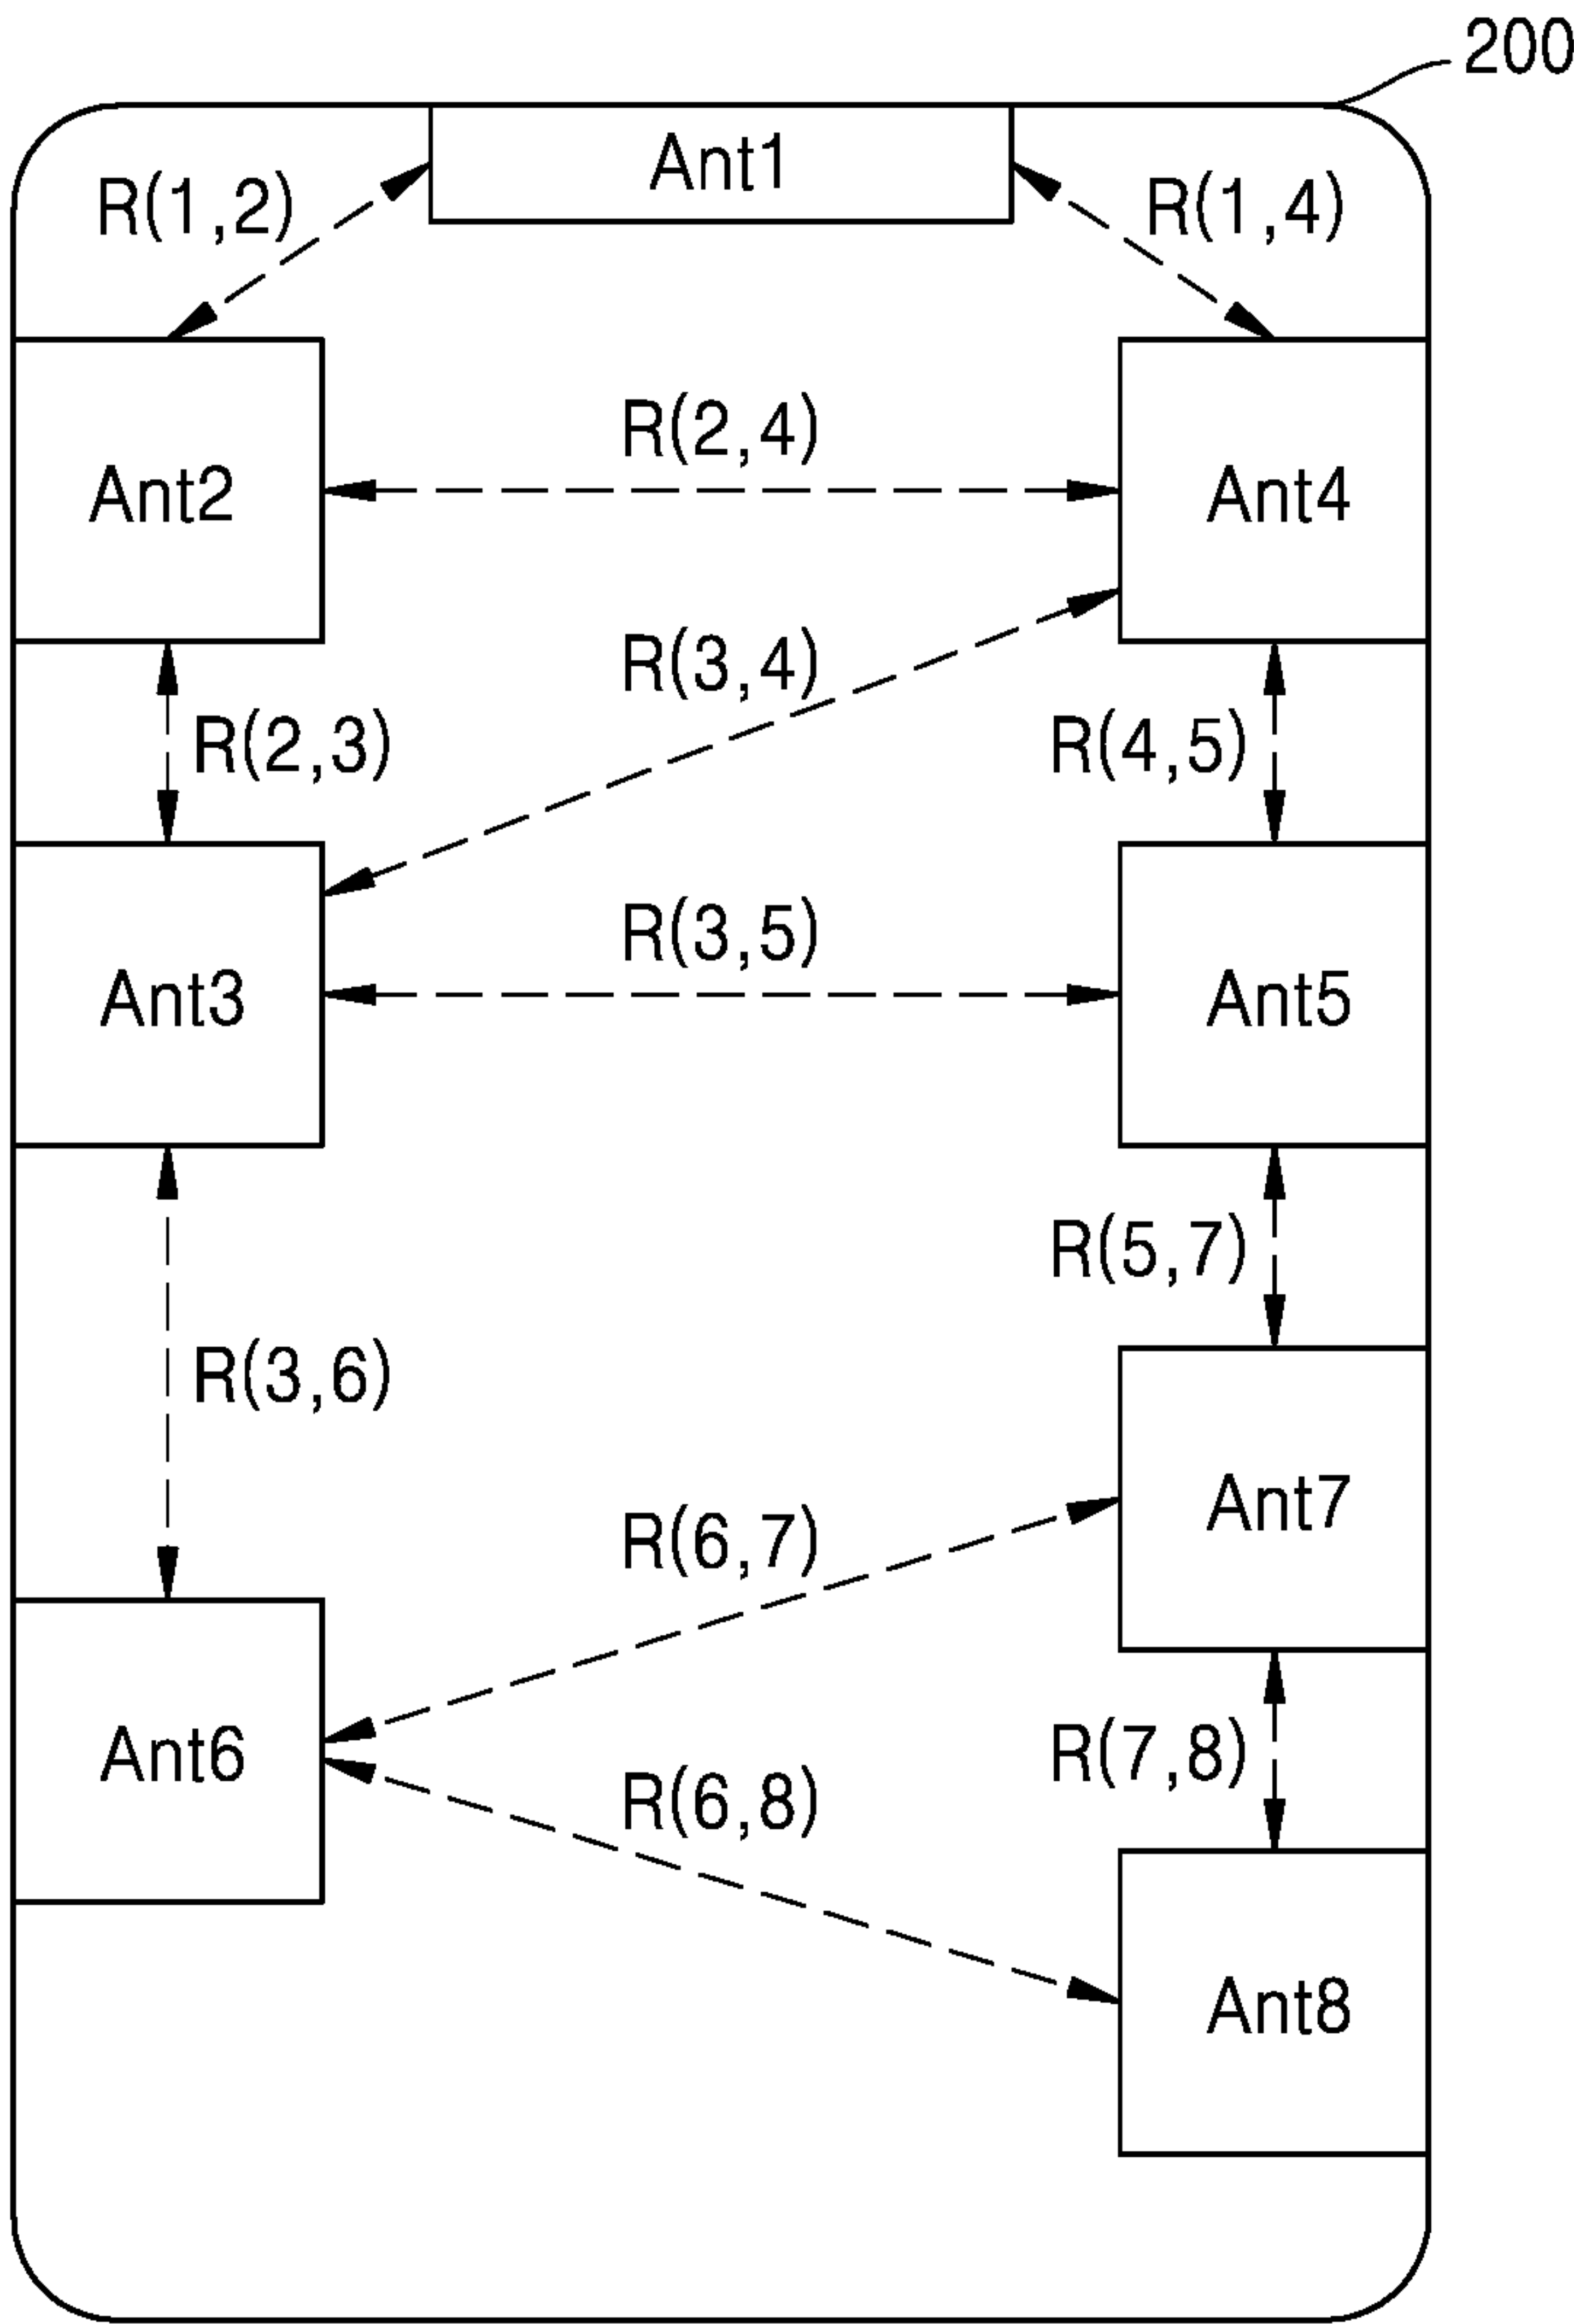 200
Ant1
R(1,2)
R(1,4)
R(2,4)
Ant2
Ant4
R(3,4)
R(2,3)
R(4,5)
R(3,5)
Ant3
Ant5
R(5,7)
R(3,6)
Ant7
R(6,7)
Ant6
R(7,8)
R(6,8)
Ant8